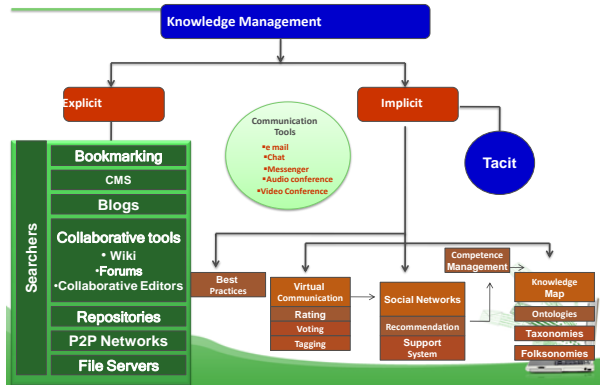 Knowledge Management
Explicit
Implicit
Tacit
Communication
Tools
▪e mail
▪Chat
▪Messenger
▪Audio conference
▪Video Conference
Searchers
Bookmarking
CMS
Blogs
Collaborative tools
• Wiki
•Forums
•Collaborative Editors
Repositories
P2P Networks
File Servers
Best
Practices
Virtual
Communication
Rating
Voting
Tagging
Social Networks
Recommendation
Support
System
Competence
Management
Knowledge
Map
Ontologies
Taxonomies
Folksonomies